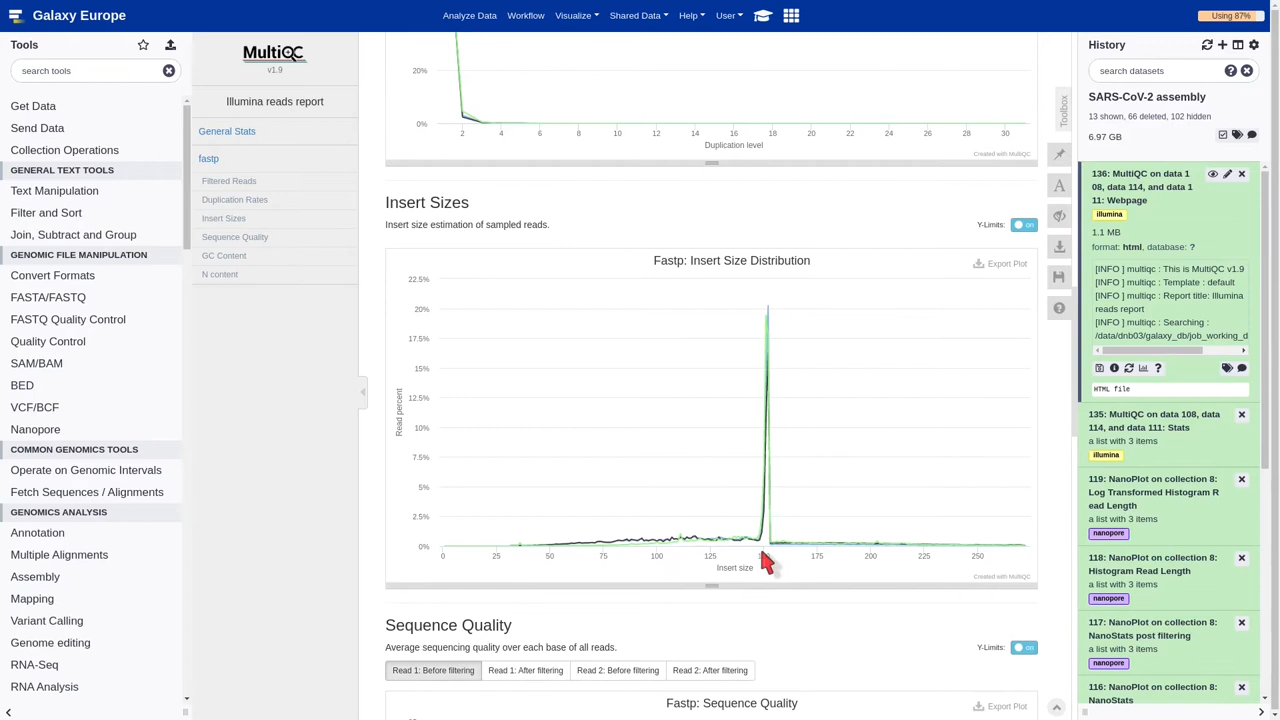 Galaxy Europe
Analyze Data
Workflow
Visualize
Shared Data
Help
User
Using 87%
Tools
search tools
Get Data
Send Data
Collection Operations
GENERAL TEXT TOOLS
Text Manipulation
Filter and Sort
Join, Subtract and Group
GENOMIC FILE MANIPULATION
Convert Formats
FASTA/FASTQ
FASTQ Quality Control
Quality Control
SAM/BAM
BED
VCF/BCF
Nanopore
COMMON GENOMICS TOOLS
Operate on Genomic Intervals
Fetch Sequences / Alignments
GENOMICS ANALYSIS
Annotation
Multiple Alignments
Assembly
Mapping
Variant Calling
Genome editing
RNA-Seq
RNA Analysis
MultiQC
v1.9
Illumina reads report
General Stats
fastp
Filtered Reads
Duplication Rates
Insert Sizes
Sequence Quality
GC Content
N content
20%
0%
2 4 6 8 10 12 14 16 18 20 22 24 26 28 30
Duplication level
Created with MultiQC
Insert Sizes
Insert size estimation of sampled reads.
Y-Limits: on
Fastp: Insert Size Distribution
Export Plot
22.5%
20%
17.5%
15%
12.5%
10%
7.5%
5%
2.5%
0%
Read percent
0 25 50 75 100 125 175 200 225 250
Insert size
Created with MultiQC
Sequence Quality
Average sequencing quality over each base of all reads.
Y-Limits: on
Read 1: Before filtering
Read 1: After filtering
Read 2: Before filtering
Read 2: After filtering
Fastp: Sequence Quality
Export Plot
Toolbox
History
search datasets
SARS-CoV-2 assembly
13 shown, 66 deleted, 102 hidden
6.97 GB
136: MultiQC on data 1
08, data 114, and data 1
11: Webpage
illumina
1.1 MB
format: html, database: ?
[INFO ] multiqc : This is MultiQC v1.9
[INFO ] multiqc : Template : default
[INFO ] multiqc : Report title: Illumina
reads report
[INFO ] multiqc : Searching :
/data/dnb03/galaxy_db/job_working_d
HTML file
135: MultiQC on data 108, data
114, and data 111: Stats
a list with 3 items
illumina
119: NanoPlot on collection 8:
Log Transformed Histogram R
ead Length
a list with 3 items
nanopore
118: NanoPlot on collection 8:
Histogram Read Length
a list with 3 items
nanopore
117: NanoPlot on collection 8:
NanoStats post filtering
a list with 3 items
nanopore
116: NanoPlot on collection 8:
NanoStats